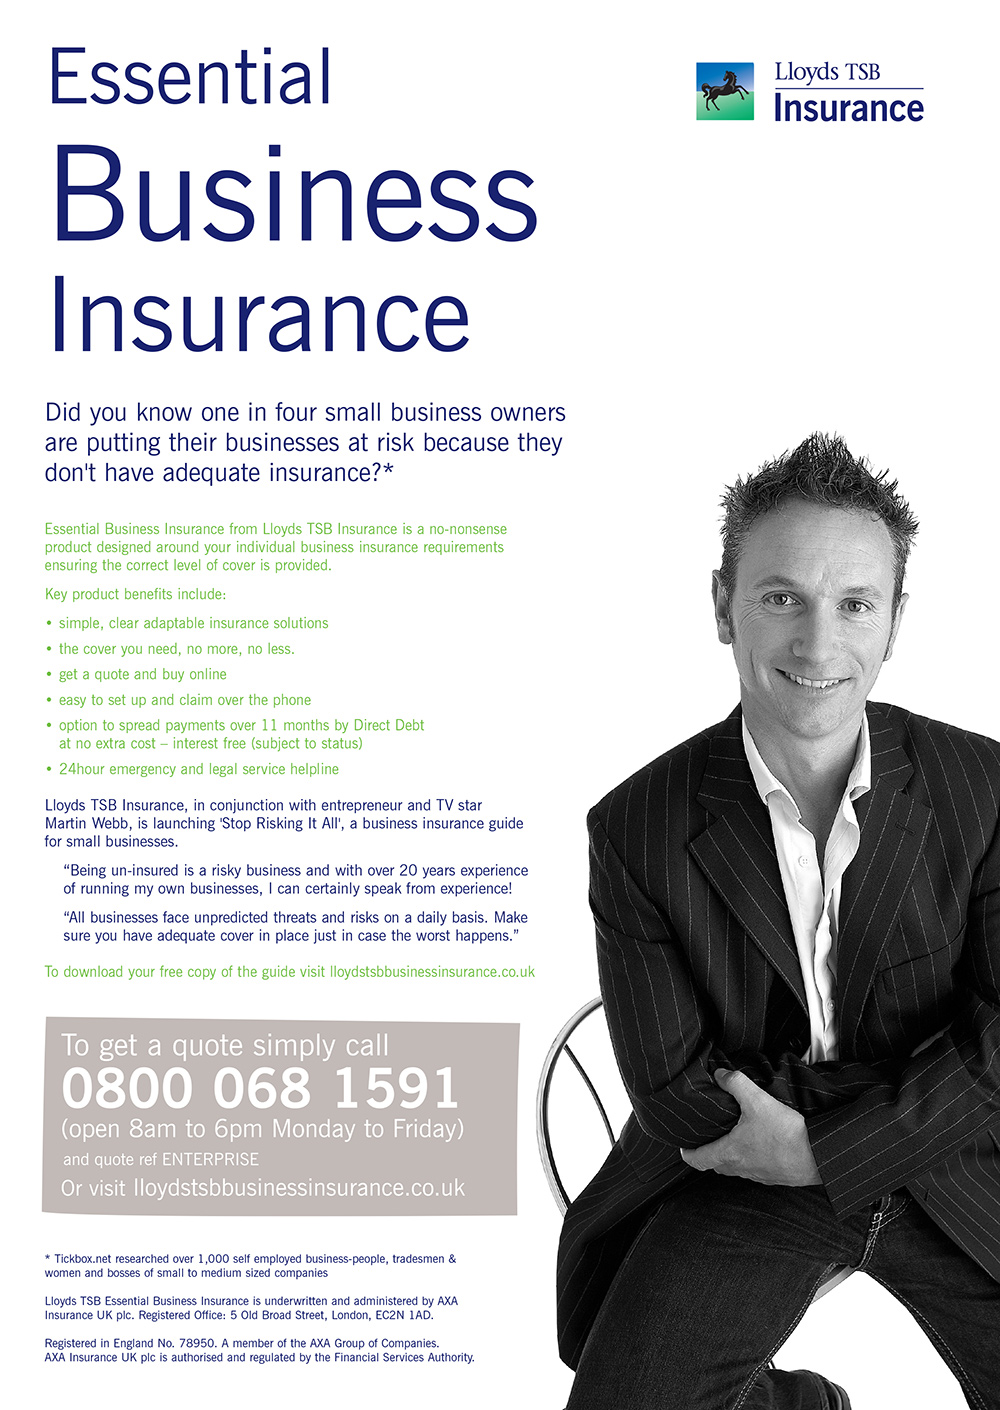 Essential
Business
Insurance
Lloyds TSB
Insurance
Did you know one in four small business owners
are putting their businesses at risk because they
don't have adequate insurance?*
Essential Business Insurance from Lloyds TSB Insurance is a no-nonsense
product designed around your individual business insurance requirements
ensuring the correct level of cover is provided.
Key product benefits include:
• simple, clear adaptable insurance solutions
• the cover you need, no more, no less.
• get a quote and buy online
• easy to set up and claim over the phone
• option to spread payments over 11 months by Direct Debt
at no extra cost – interest free (subject to status)
• 24hour emergency and legal service helpline
Lloyds TSB Insurance, in conjunction with entrepreneur and TV star
Martin Webb, is launching 'Stop Risking It All', a business insurance guide
for small businesses.
“Being un-insured is a risky business and with over 20 years experience
of running my own businesses, I can certainly speak from experience!
“All businesses face unpredicted threats and risks on a daily basis. Make
sure you have adequate cover in place just in case the worst happens.”
To download your free copy of the guide visit lloydstsbbusinessinsurance.co.uk
To get a quote simply call
0800 068 1591
(open 8am to 6pm Monday to Friday)
and quote ref ENTERPRISE
Or visit lloydstsbbusinessinsurance.co.uk
* Tickbox.net researched over 1,000 self employed business-people, tradesmen &
women and bosses of small to medium sized companies
Lloyds TSB Essential Business Insurance is underwritten and administered by AXA
Insurance UK plc. Registered Office: 5 Old Broad Street, London, EC2N 1AD.
Registered in England No. 78950. A member of the AXA Group of Companies.
AXA Insurance UK plc is authorised and regulated by the Financial Services Authority.